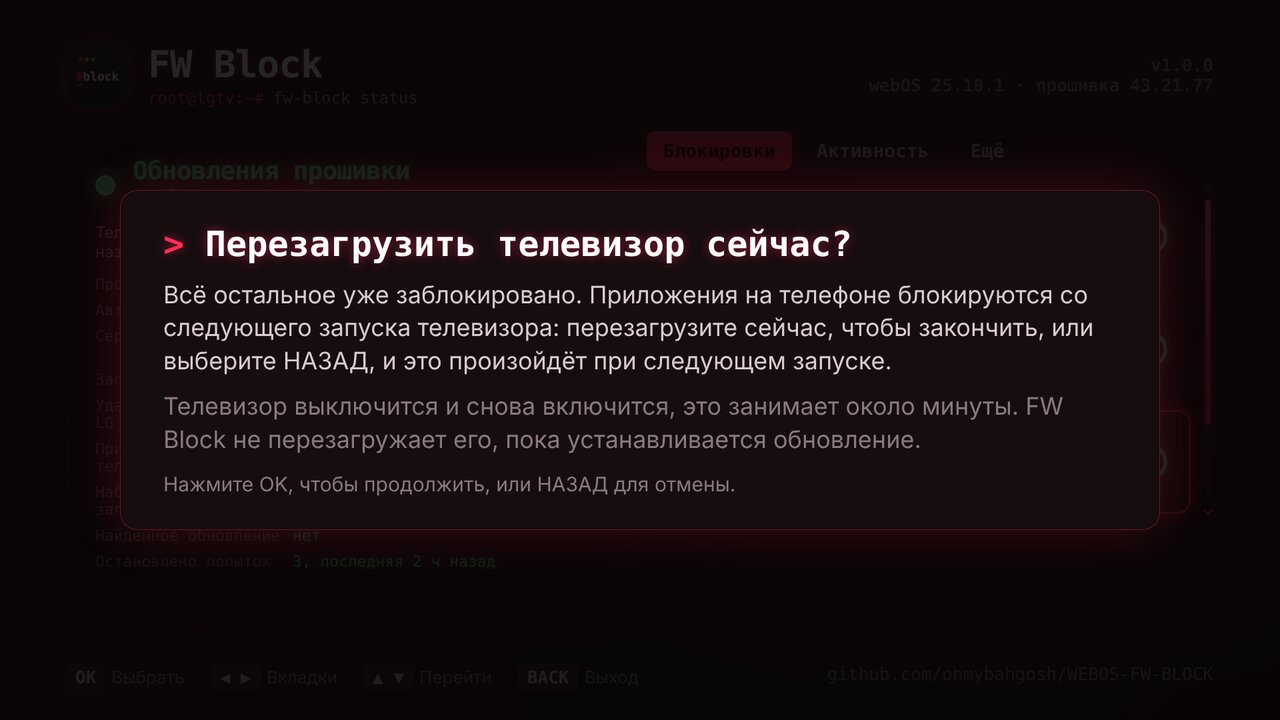 #block
FW Block
root@lgtv:~# fw-block status
v1.0.0
webOS 25.10.1 · прошивка 43.21.77
Обновления прошивки
Блокировки
Активность
Ещё
> Перезагрузить телевизор сейчас?
Всё остальное уже заблокировано. Приложения на телефоне блокируются со
следующего запуска телевизора: перезагрузите сейчас, чтобы закончить, или
выберите НАЗАД, и это произойдёт при следующем запуске.
Телевизор выключится и снова включится, это занимает около минуты. FW
Block не перезагружает его, пока устанавливается обновление.
Нажмите OK, чтобы продолжить, или НАЗАД для отмены.
Найденное обновление нет
Остановлено попыток 3, последняя 2 ч назад
OK Выбрать ◀ ▶ Вкладки ▲ ▼ Перейти BACK Выход
github.com/ohmybahgosh/WEBOS-FW-BLOCK